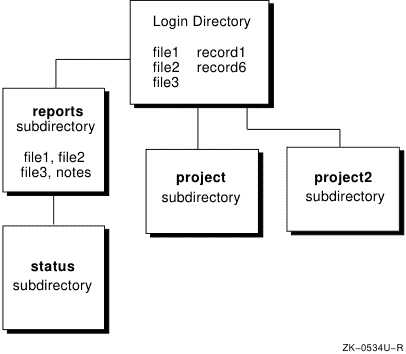 Login Directory
file1 record1
file2 record6
file3
reports
subdirectory
file1, file2
file3, notes
project
subdirectory
project2
subdirectory
status
subdirectory
ZK−0534U−R